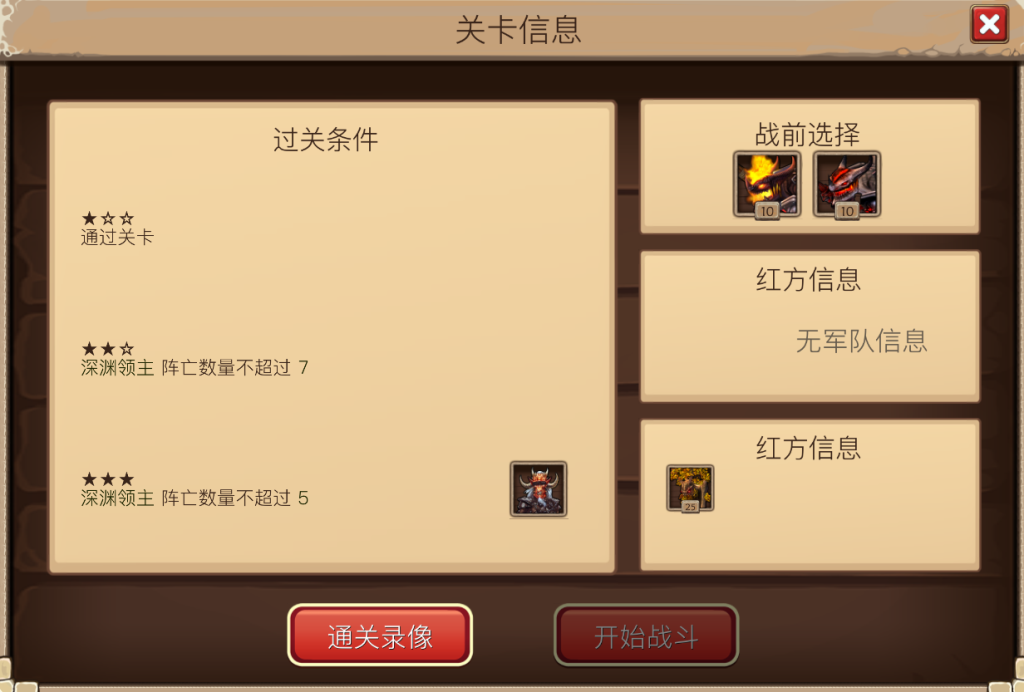 关卡信息
过关条件
★☆☆
通过关卡
★★☆
深渊领主 阵亡数量不超过 7
★★★
深渊领主 阵亡数量不超过 5
战前选择
10
10
红方信息
无军队信息
红方信息
25
通关录像
开始战斗